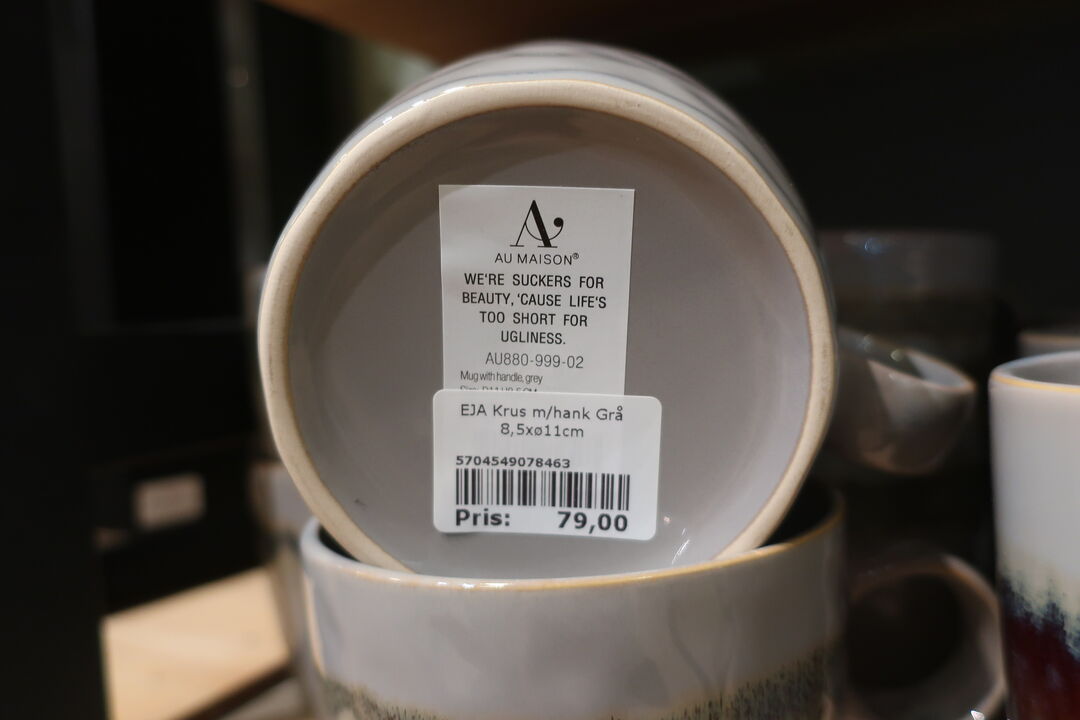 A
AU MAISON®
WE'RE SUCKERS FOR
BEAUTY, 'CAUSE LIFE'S
TOO SHORT FOR
UGLINESS.
AU880-999-02
Mug with handle, grey
EJA Krus m/hank Grå
8,5xø11cm
5704549078463
Pris: 79,00